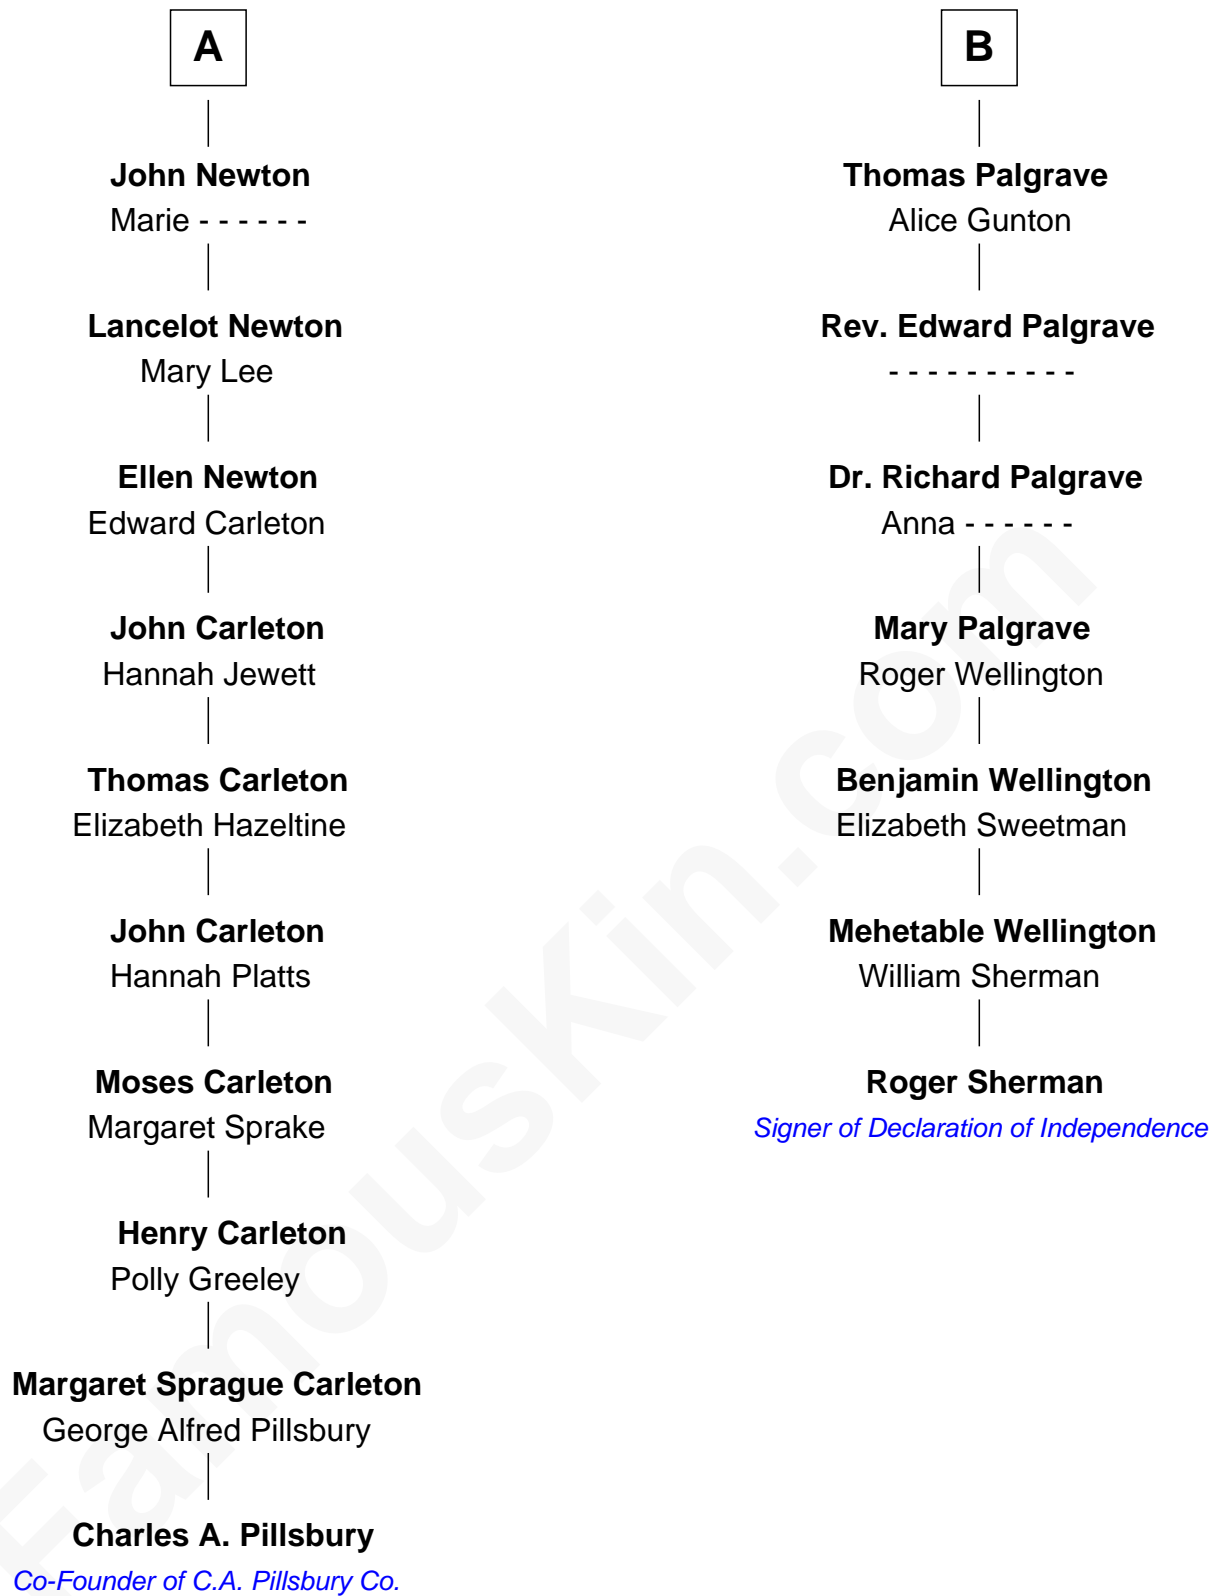 A
John Newton
Marie - - - - - -
Lancelot Newton
Mary Lee
Ellen Newton
Edward Carleton
John Carleton
Hannah Jewett
Thomas Carleton
Elizabeth Hazeltine
John Carleton
Hannah Platts
Moses Carleton
Margaret Sprake
Henry Carleton
Polly Greeley
Margaret Sprague Carleton
George Alfred Pillsbury
Charles A. Pillsbury
Co-Founder of C.A. Pillsbury Co.
B
Thomas Palgrave
Alice Gunton
Rev. Edward Palgrave
- - - - - - - - - -
Dr. Richard Palgrave
Anna - - - - - -
Mary Palgrave
Roger Wellington
Benjamin Wellington
Elizabeth Sweetman
Mehetable Wellington
William Sherman
Roger Sherman
Signer of Declaration of Independence
FamousKin.com